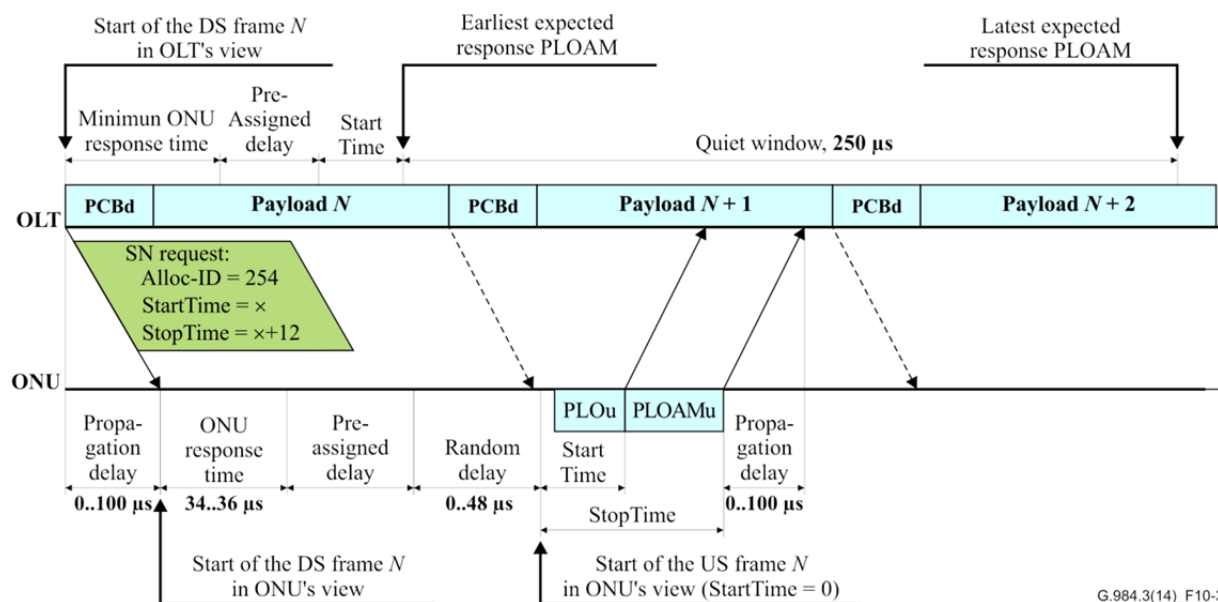 Start of the DS frame N
in OLT's view
Earliest expected
response PLOAM
Latest expected
response PLOAM
Minimun ONU
response time
Pre-
Assigned
delay
Start
Time
Quiet window, 250 µs
OLT
PCBd
Payload N
PCBd
Payload N + 1
PCBd
Payload N + 2
SN request:
Alloc-ID = 254
StartTime = ×
StopTime = ×+12
ONU
PLOu
PLOAMu
Propa-
gation
delay
0..100 µs
ONU
response
time
34..36 µs
Pre-
assigned
delay
Random
delay
0..48 µs
Start
Time
Propa-
gation
delay
0..100 µs
StopTime
Start of the DS frame N
in ONU's view
Start of the US frame N
in ONU's view (StartTime = 0)